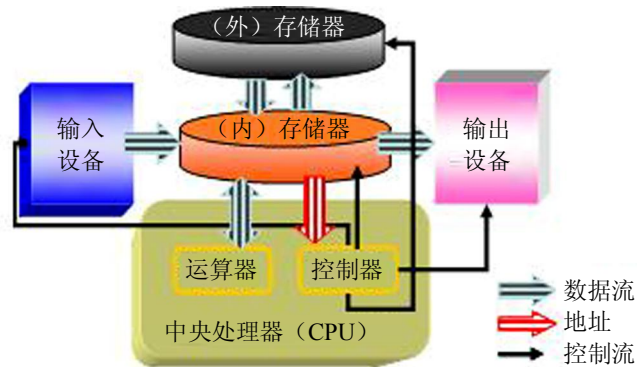 （外）存储器
输入
设备
（内）存储器
输出
设备
运算器
控制器
中央处理器（CPU）
数据流
地址
控制流